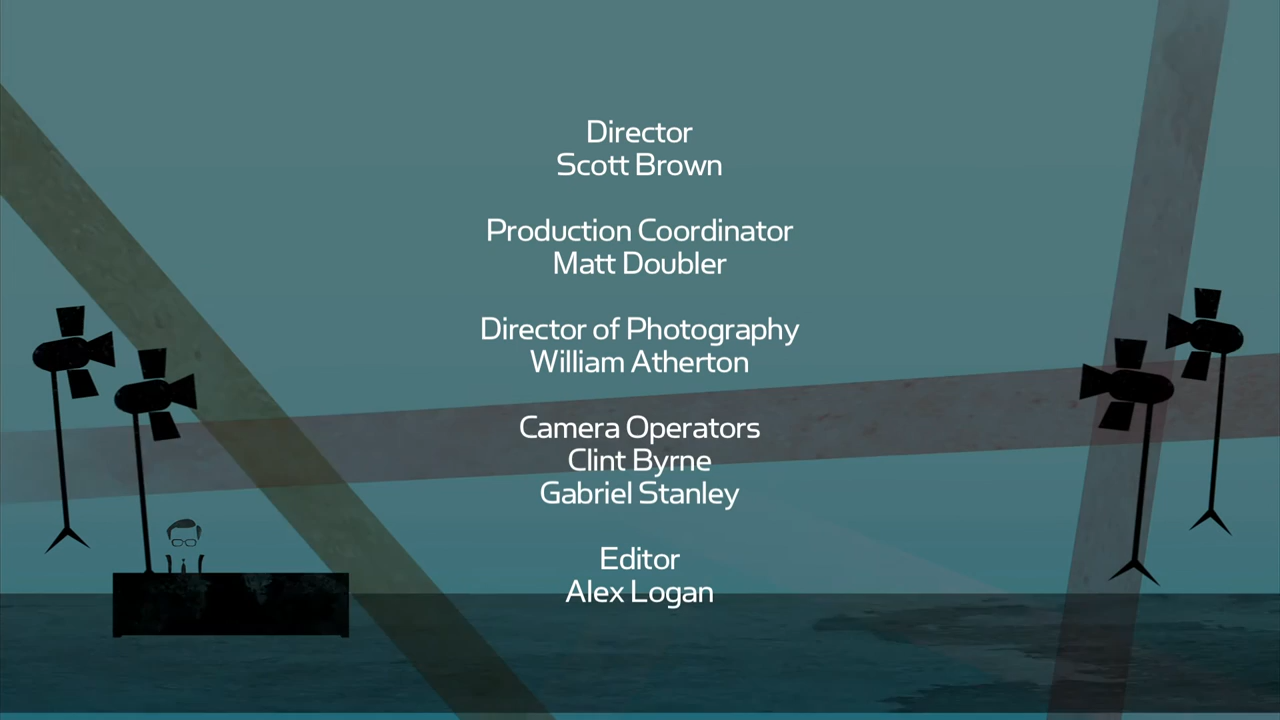 Director
Scott Brown
Production Coordinator
Matt Doubler
Director of Photography
William Atherton
Camera Operators
Clint Byrne
Gabriel Stanley
Editor
Alex Logan